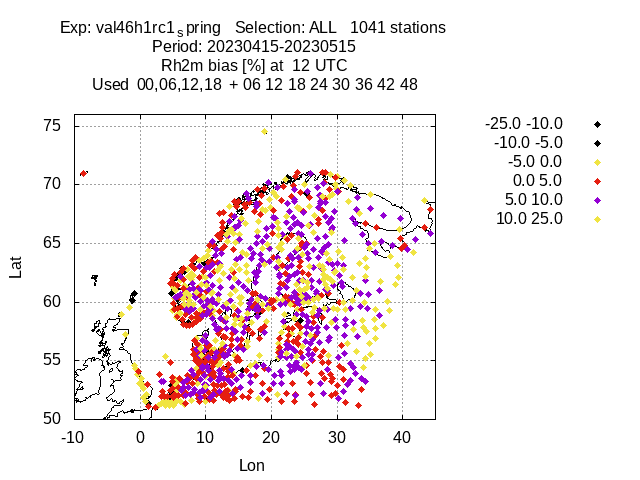 Exp: val46h1rc1spring Selection: ALL 1041 stations
Period: 20230415-20230515
Rh2m bias [%] at 12 UTC
Used 00,06,12,18 + 06 12 18 24 30 36 42 48
-25.0 -10.0
-10.0 -5.0
-5.0 0.0
0.0 5.0
5.0 10.0
10.0 25.0
75
70
65
60
55
50
Lat
-10 0 10 20 30 40
Lon